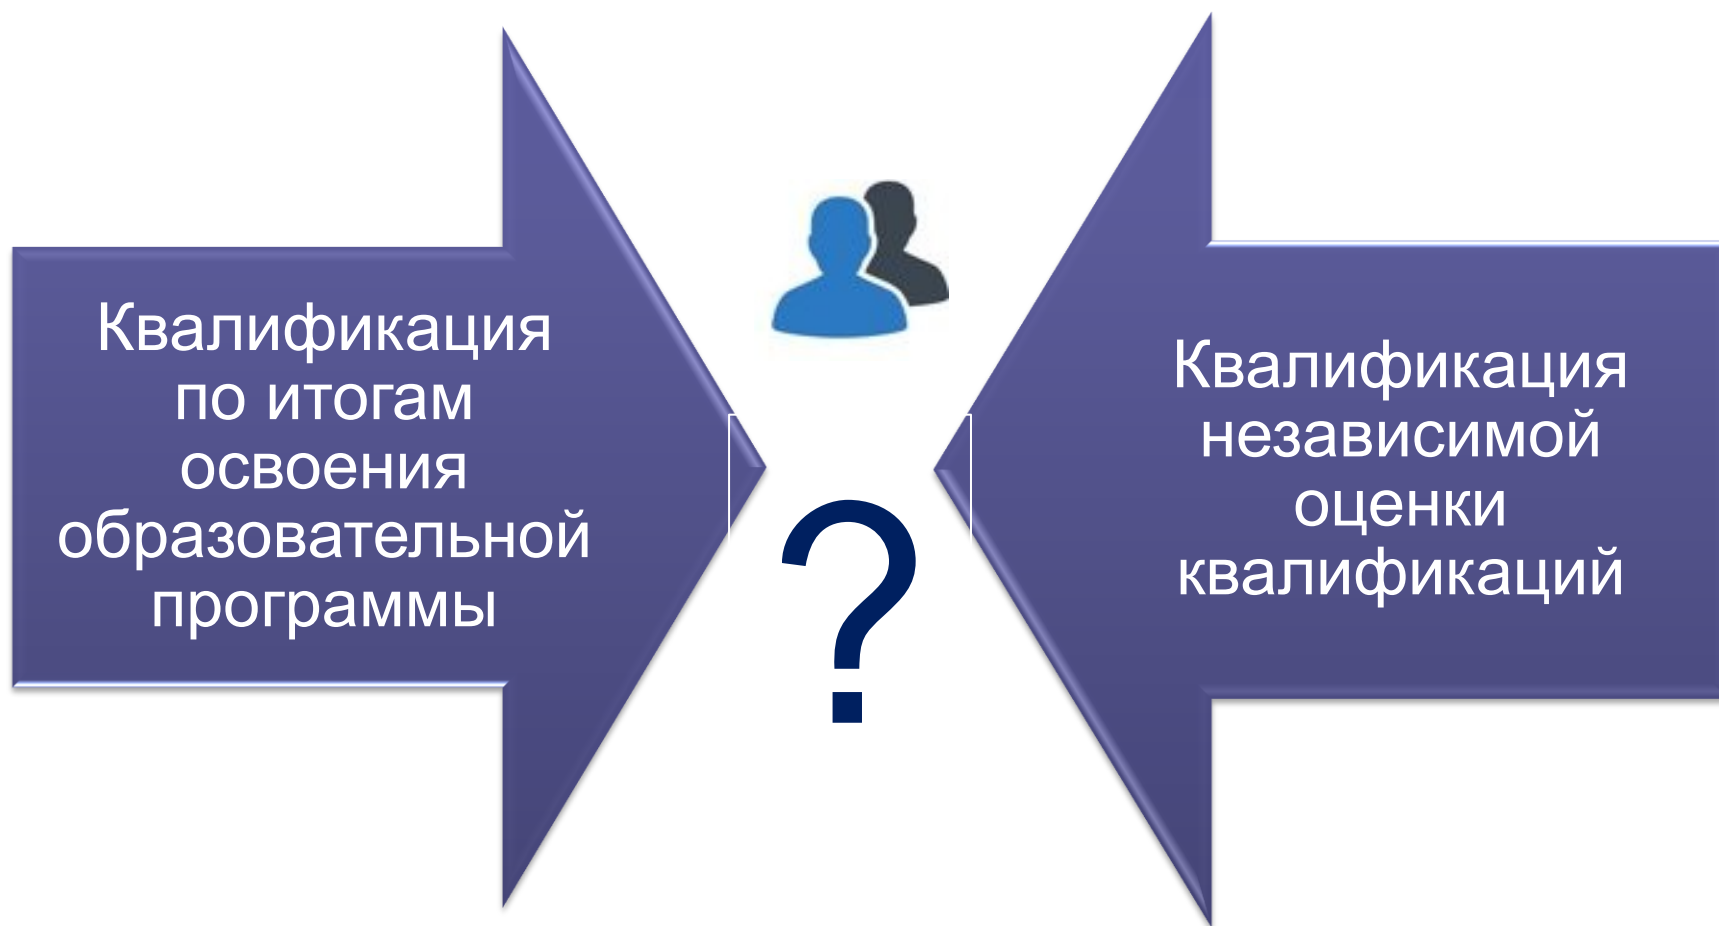 Квалификация
по итогам
освоения
образовательной
программы
?
Квалификация
независимой
оценки
квалификаций